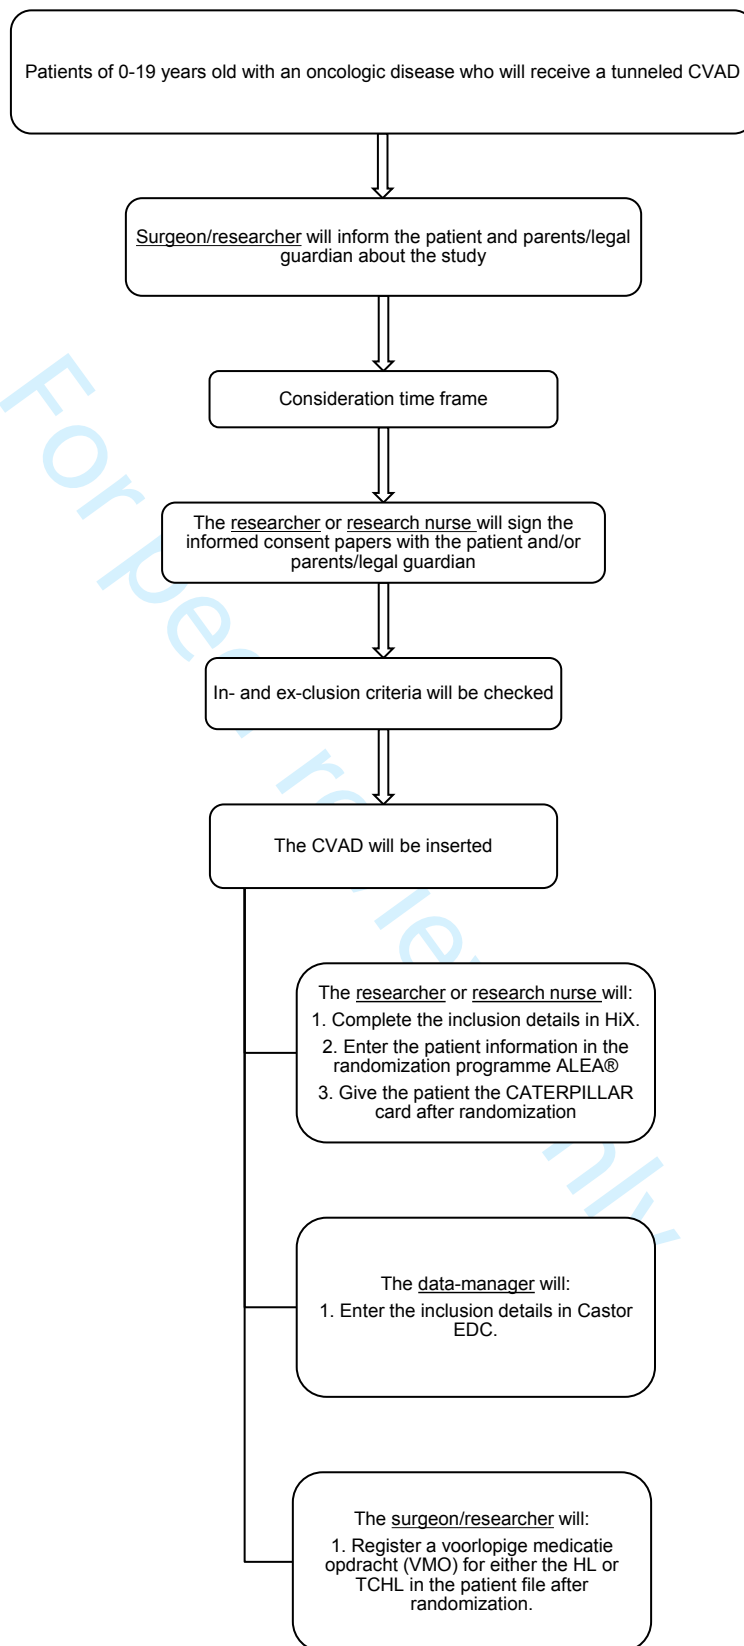 Patients of 0-19 years old with an oncologic disease who will receive a tunneled CVAD
Surgeon/researcher will inform the patient and parents/legal
guardian about the study
Consideration time frame
The researcher or research nurse will sign the
informed consent papers with the patient and/or
parents/legal guardian
In- and ex-clusion criteria will be checked
The CVAD will be inserted
The researcher or research nurse will:
1. Complete the inclusion details in HiX.
2. Enter the patient information in the
randomization programme ALEA®
3. Give the patient the CATERPILLAR
card after randomization
The data-manager will:
1. Enter the inclusion details in Castor
EDC.
The surgeon/researcher will:
1. Register a voorlopige medicatie
opdracht (VMO) for either the HL or
TCHL in the patient file after
randomization.
For peer review only